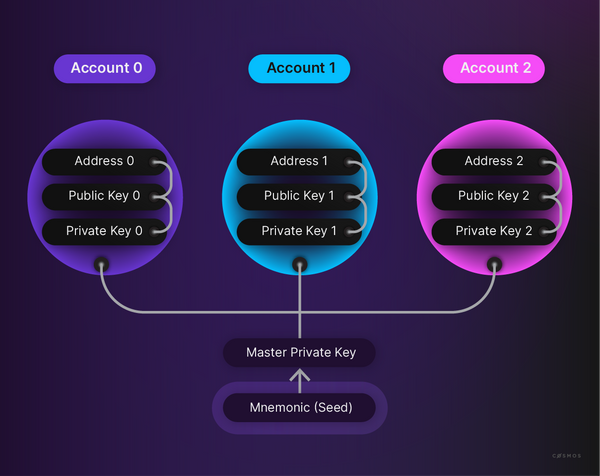 Account 0
Account 1
Account 2
Address 0
Address 1
Address 2
Public Key 0
Public Key 1
Public Key 2
Private Key 0
Private Key 1
Private Key 2
Master Private Key
Mnemonic (Seed)
COSMOS